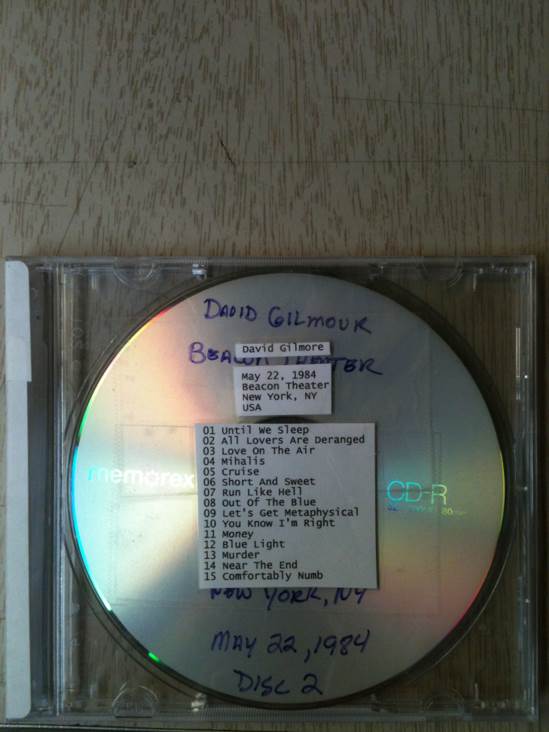 DAVID GILMOUR
BEACON THEATER
David Gilmore
May 22, 1984
Beacon Theater
New York, NY
USA
01 Until We Sleep
02 All Lovers Are Deranged
03 Love On The Air
04 Mihalis
05 Cruise
06 Short And Sweet
07 Run Like Hell
08 Out Of The Blue
09 Let's Get Metaphysical
10 You Know I'm Right
11 Money
12 Blue Light
13 Murder
14 Near The End
15 Comfortably Numb
memorex
CD-R
NEW YORK, NY
MAY 22, 1984
DISC 2